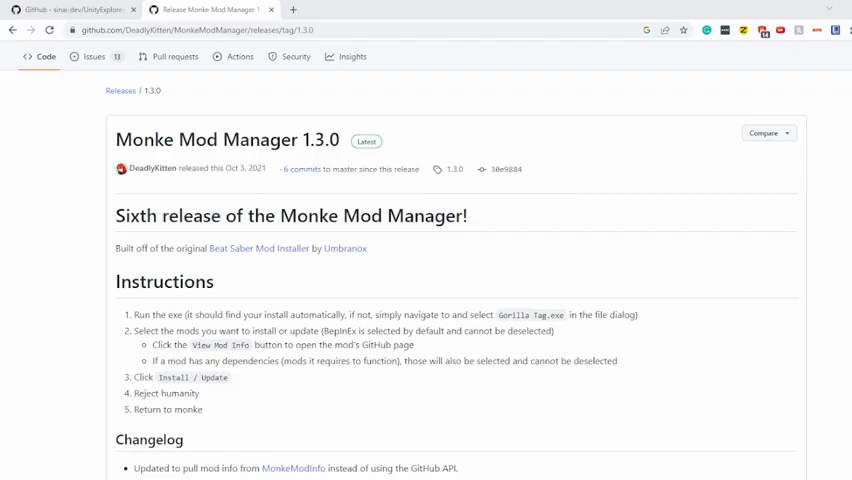 GitHub - sinai-dev/UnityExplore
Release Monke Mod Manager 1.
github.com/DeadlyKitten/MonkeModManager/releases/tag/1.3.0
Code
Issues 13
Pull requests
Actions
Security
Insights
Releases / 1.3.0
Monke Mod Manager 1.3.0 Latest
Compare
DeadlyKitten released this Oct 3, 2021 · 6 commits to master since this release 1.3.0 30e9884
Sixth release of the Monke Mod Manager!
Built off of the original Beat Saber Mod Installer by Umbranox
Instructions
1. Run the exe (it should find your install automatically, if not, simply navigate to and select Gorilla Tag.exe in the file dialog)
2. Select the mods you want to install or update (BepInEx is selected by default and cannot be deselected)
Click the View Mod Info button to open the mod's GitHub page
If a mod has any dependencies (mods it requires to function), those will also be selected and cannot be deselected
3. Click Install / Update
4. Reject humanity
5. Return to monke
Changelog
Updated to pull mod info from MonkeModInfo instead of using the GitHub API.